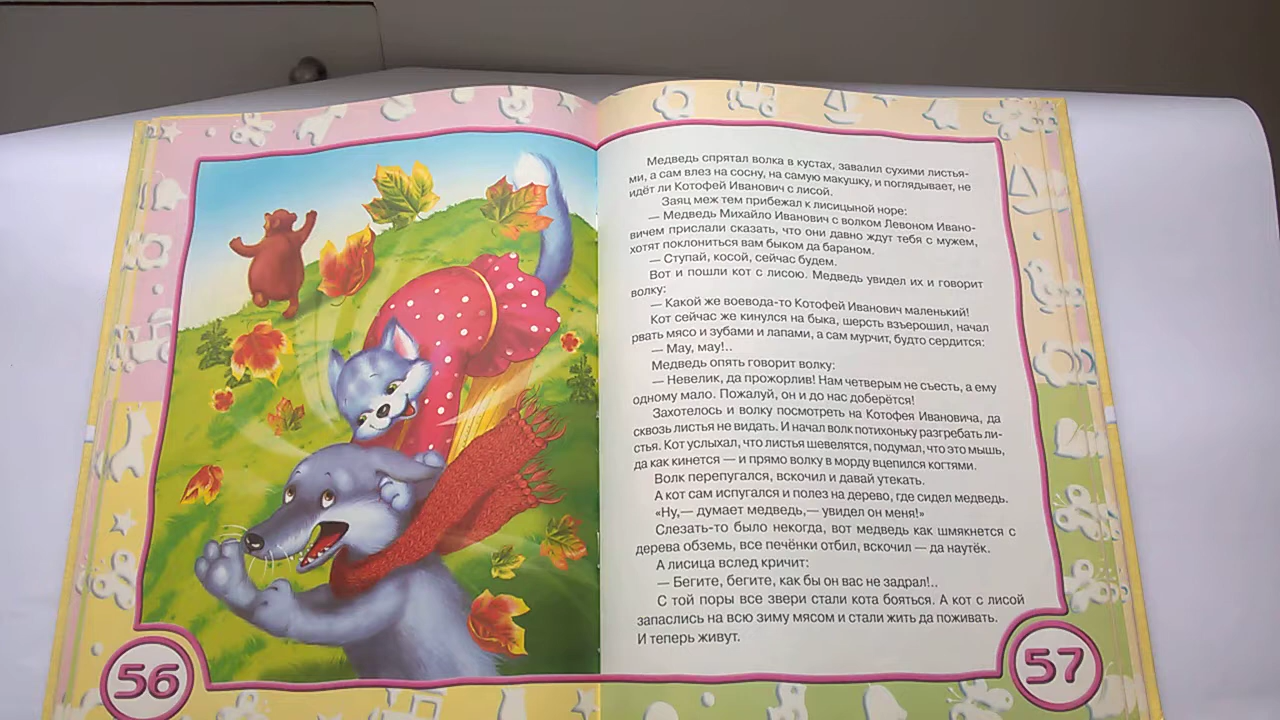 Медведь спрятал волка в кустах, завалил сухими листья-
ми, а сам влез на сосну, на самую макушку, и поглядывает, не
идёт ли Котофей Иванович с лисой.
Заяц меж тем прибежал к лисицыной норе:
— Медведь Михайло Иванович с волком Левоном Ивано-
вичем прислали сказать, что они давно ждут тебя с мужем,
хотят поклониться вам быком да бараном.
— Ступай, косой, сейчас будем.
Вот и пошли кот с лисою. Медведь увидел их и говорит
волку:
— Какой же воевода-то Котофей Иванович маленький!
Кот сейчас же кинулся на быка, шерсть взъерошил, начал
рвать мясо и зубами и лапами, а сам мурчит, будто сердится:
— Мау, мау!..
Медведь опять говорит волку:
— Невелик, да прожорлив! Нам четверым не съесть, а ему
одному мало. Пожалуй, он и до нас доберётся!
Захотелось и волку посмотреть на Котофея Ивановича, да
сквозь листья не видать. И начал волк потихоньку разгребать ли-
стья. Кот услыхал, что листья шевелятся, подумал, что это мышь,
да как кинется — и прямо волку в морду вцепился когтями.
Волк перепугался, вскочил и давай утекать.
А кот сам испугался и полез на дерево, где сидел медведь.
«Ну,— думает медведь,— увидел он меня!»
Слезать-то было некогда, вот медведь как шмякнется с
дерева обземь, все печёнки отбил, вскочил — да наутёк.
А лисица вслед кричит:
— Бегите, бегите, как бы он вас не задрал!..
С той поры все звери стали кота бояться. А кот с лисой
запаслись на всю зиму мясом и стали жить да поживать.
И теперь живут.
56
57